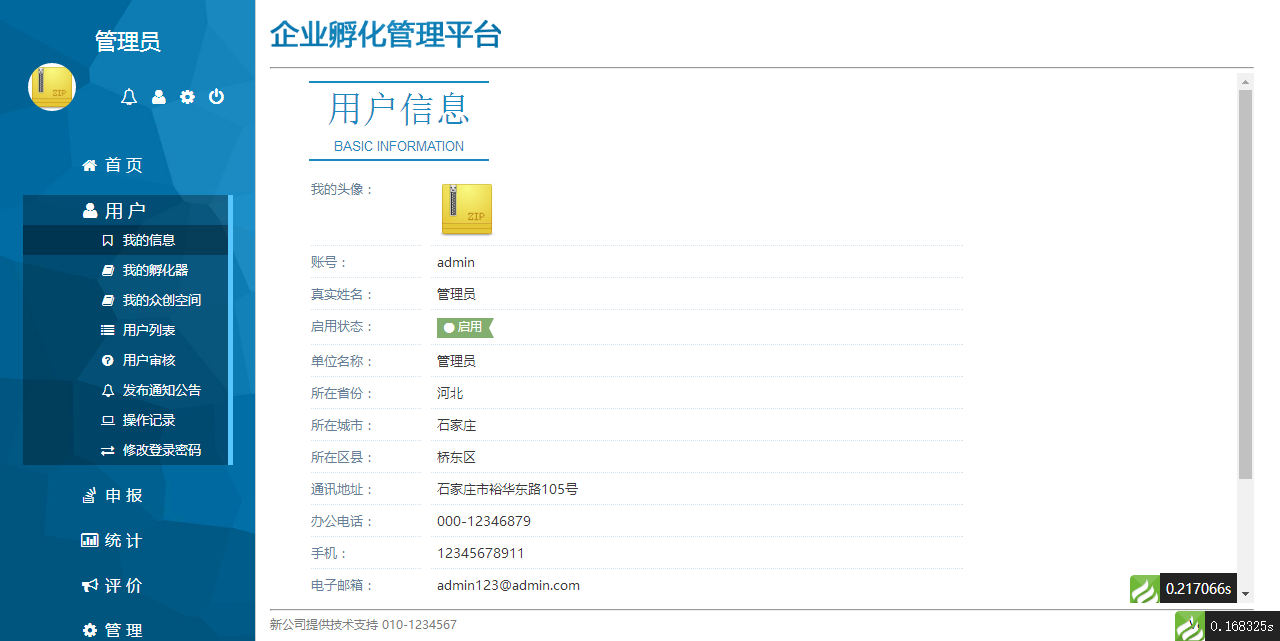 管理员
ZIP
首 页
用 户
我的信息
我的孵化器
我的众创空间
用户列表
用户审核
发布通知公告
操作记录
修改登录密码
申 报
统 计
评 价
管 理
企业孵化管理平台
用户信息
BASIC INFORMATION
我的头像：
ZIP
账号： admin
真实姓名： 管理员
启用状态： 启用
单位名称： 管理员
所在省份： 河北
所在城市： 石家庄
所在区县： 桥东区
通讯地址： 石家庄市裕华东路105号
办公电话： 000-12346879
手机： 12345678911
电子邮箱： admin123@admin.com
0.217066s
新公司提供技术支持 010-1234567
0.168325s